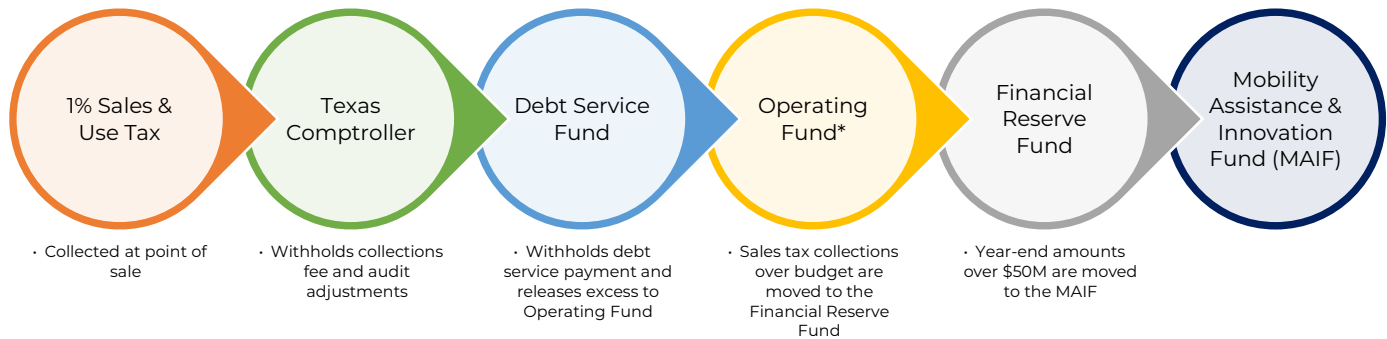 1% Sales &
Use Tax
Texas
Comptroller
Debt Service
Fund
Operating
Fund*
Financial
Reserve
Fund
Mobility
Assistance &
Innovation
Fund (MAIF)
· Collected at point of
sale
· Withholds collections
fee and audit
adjustments
· Withholds debt
service payment and
releases excess to
Operating Fund
· Sales tax collections
over budget are
moved to the
Financial Reserve
Fund
· Year-end amounts
over $50M are moved
to the MAIF